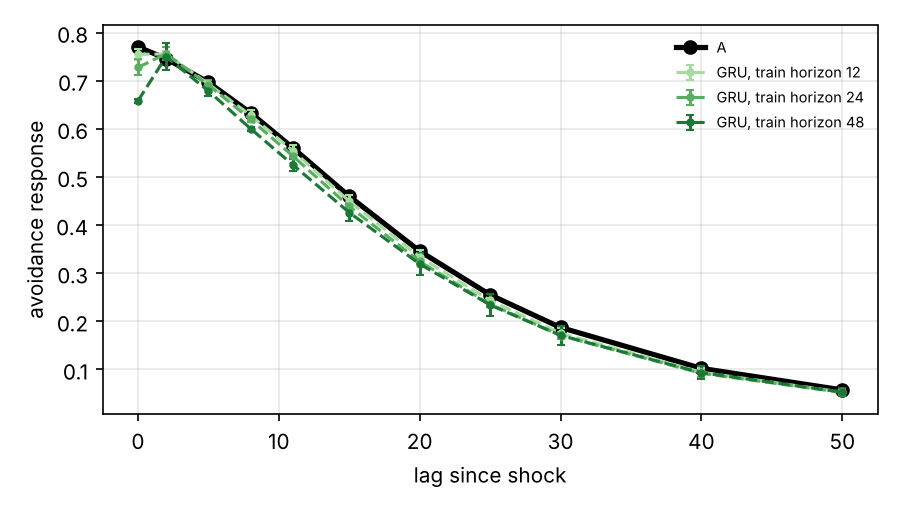 0.8
0.7
0.6
0.5
0.4
0.3
0.2
0.1
avoidance response
A
GRU, train horizon 12
GRU, train horizon 24
GRU, train horizon 48
0 10 20 30 40 50
lag since shock